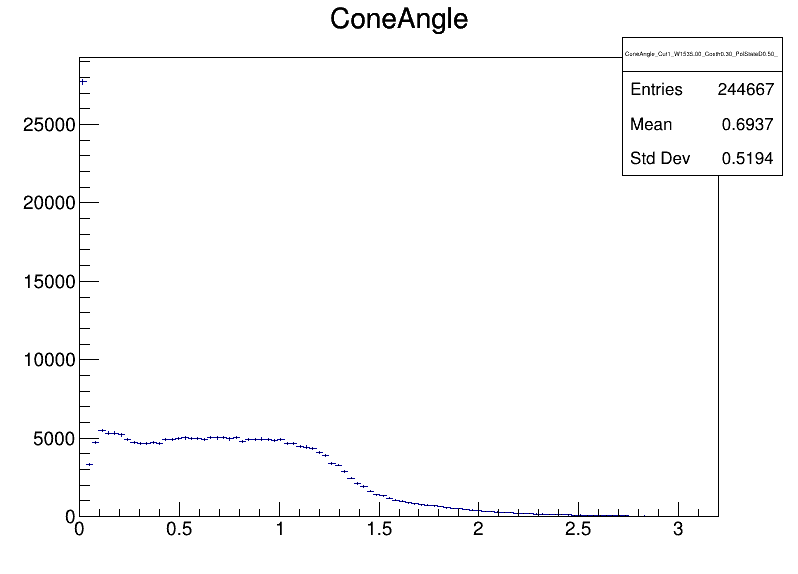 ConeAngle
ConeAngle_Cut1_W1535.00_Costh0.30_PolStateD0.50_
Entries 244667
Mean 0.6937
Std Dev 0.5194
25000
20000
15000
10000
5000
0
0 0.5 1 1.5 2 2.5 3